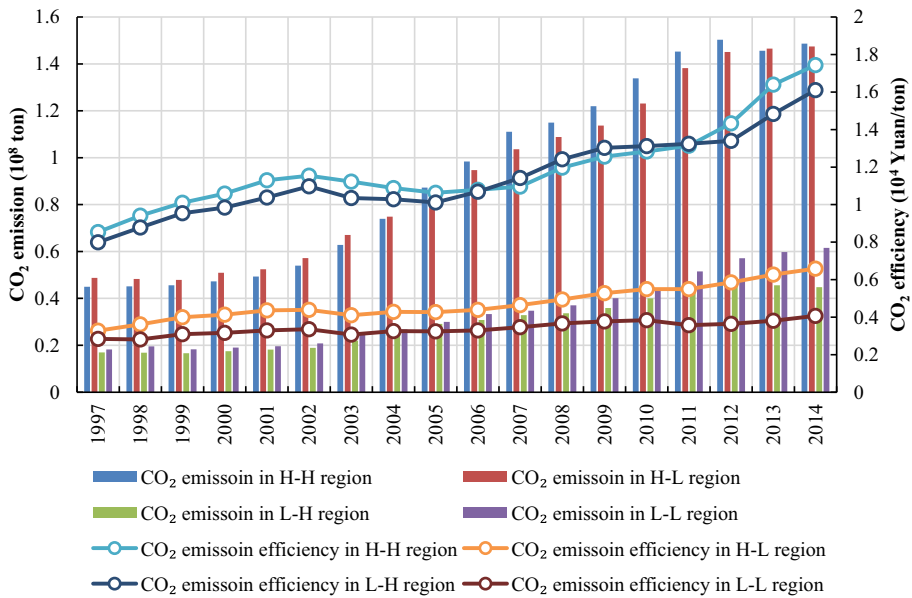 1.6
1.4
1.2
1
0.8
0.6
0.4
0.2
0
CO₂ emission (10⁸ ton)
2
1.8
1.6
1.4
1.2
1
0.8
0.6
0.4
0.2
0
CO₂ efficiency (10⁴ Yuan/ton)
1997 1998 1999 2000 2001 2002 2003 2004 2005 2006 2007 2008 2009 2010 2011 2012 2013 2014
CO₂ emissoin in H-H region
CO₂ emissoin in H-L region
CO₂ emissoin in L-H region
CO₂ emissoin in L-L region
CO₂ emissoin efficiency in H-H region
CO₂ emissoin efficiency in H-L region
CO₂ emissoin efficiency in L-H region
CO₂ emissoin efficiency in L-L region